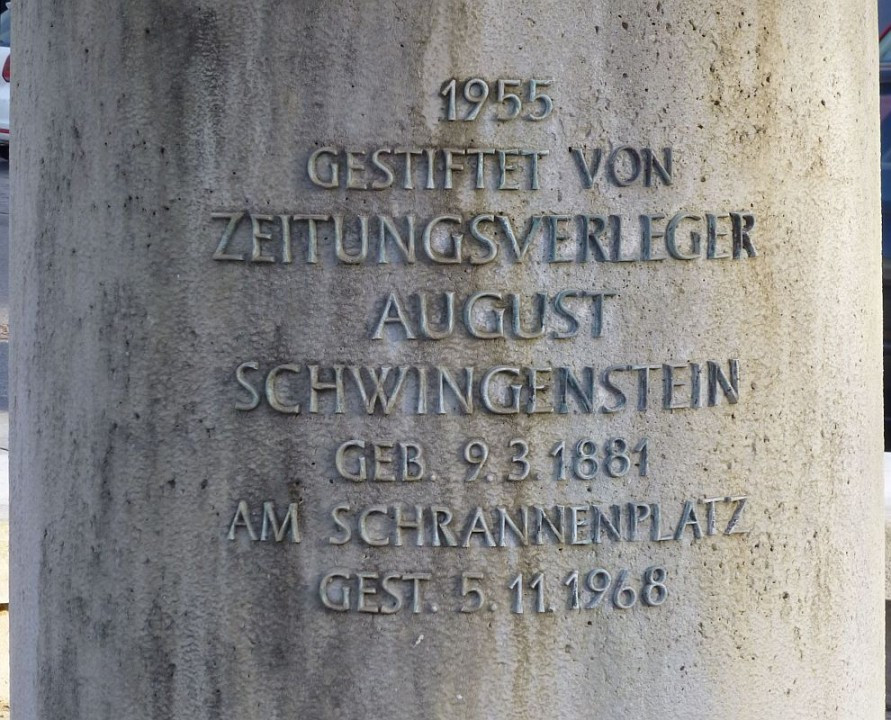 1955
GESTIFTET VON
ZEITUNGSVERLEGER
AUGUST
SCHWINGENSTEIN
GEB. 9.3.1881
AM SCHRANNENPLATZ
GEST. 5.11.1968